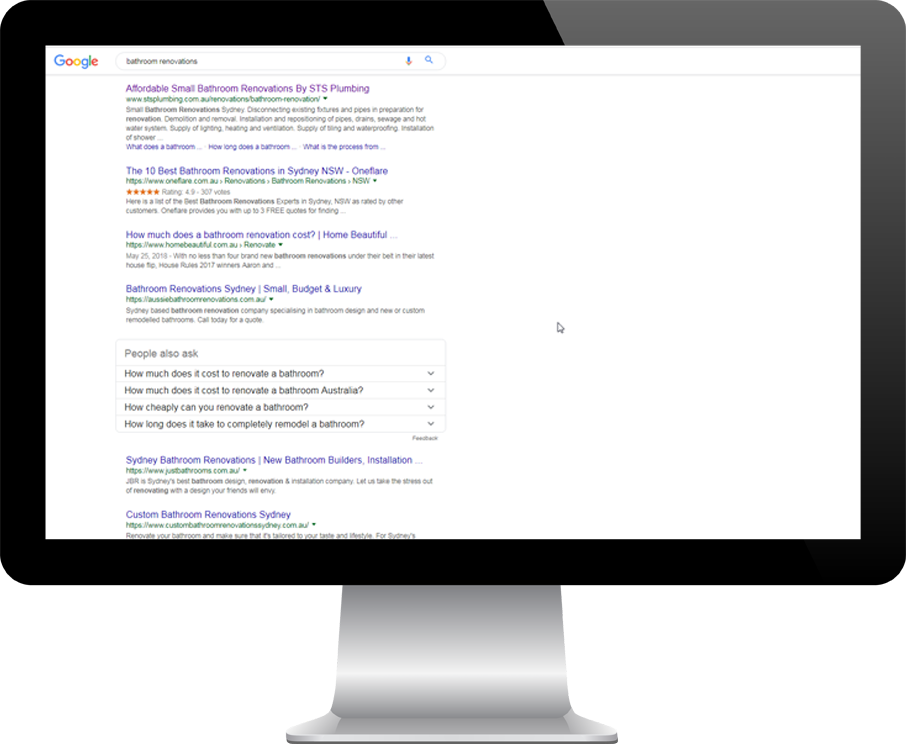 Google
bathroom renovations
Affordable Small Bathroom Renovations By STS Plumbing
www.stsplumbing.com.au/renovations/bathroom-renovation/
Small Bathroom Renovations Sydney. Disconnecting existing fixtures and pipes in preparation for
renovation. Demolition and removal. Installation and repositioning of pipes, drains, sewage and hot
water system. Supply of lighting, heating and ventilation. Supply of tiling and waterproofing. Installation
of shower ...
What does a bathroom ... · How long does a bathroom ... · What is the process from ...
The 10 Best Bathroom Renovations in Sydney NSW - Oneflare
https://www.oneflare.com.au › Renovations › Bathroom Renovations › NSW
Rating: 4.9 - 307 votes
Here is a list of the Best Bathroom Renovations Experts in Sydney, NSW as rated by other
customers. Oneflare provides you with up to 3 FREE quotes for finding ...
How much does a bathroom renovation cost? | Home Beautiful ...
https://www.homebeautiful.com.au › Renovate
May 25, 2018 - With no less than four brand new bathroom renovations under their belt in their latest
house flip, House Rules 2017 winners Aaron and ...
Bathroom Renovations Sydney | Small, Budget & Luxury
https://aussiebathroomrenovations.com.au/
Sydney based bathroom renovation company specialising in bathroom design and new or custom
remodelled bathrooms. Call today for a quote.
People also ask
How much does it cost to renovate a bathroom?
How much does it cost to renovate a bathroom Australia?
How cheaply can you renovate a bathroom?
How long does it take to completely remodel a bathroom?
Feedback
Sydney Bathroom Renovations | New Bathroom Builders, Installation ...
https://www.justbathrooms.com.au/
JBR is Sydney's best bathroom design, renovation & installation company. Let us take the stress out
of renovating with a design your friends will envy.
Custom Bathroom Renovations Sydney
https://www.custombathroomrenovationssydney.com.au/
Renovate your bathroom and make sure that it's tailored to your taste and lifestyle. For Sydney's